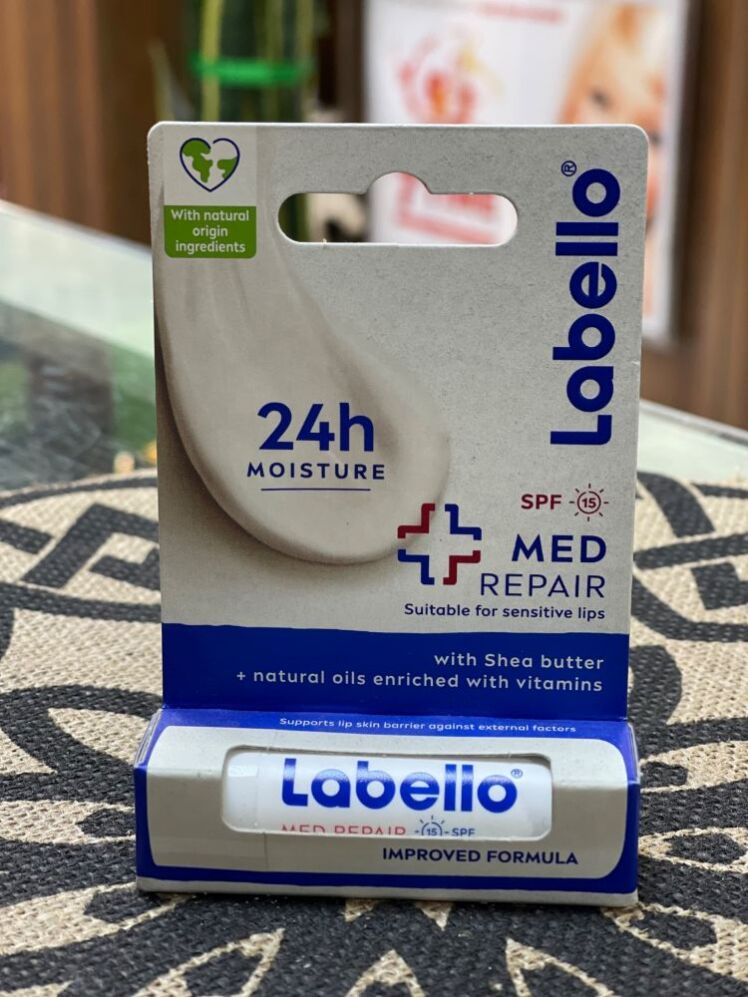 With natural
origin
ingredients
Labello®
24h
MOISTURE
SPF 15
MED
REPAIR
Suitable for sensitive lips
with Shea butter
+ natural oils enriched with vitamins
Supports lip skin barrier against external factors
Labello®
MED REPAIR 15 SPF
IMPROVED FORMULA